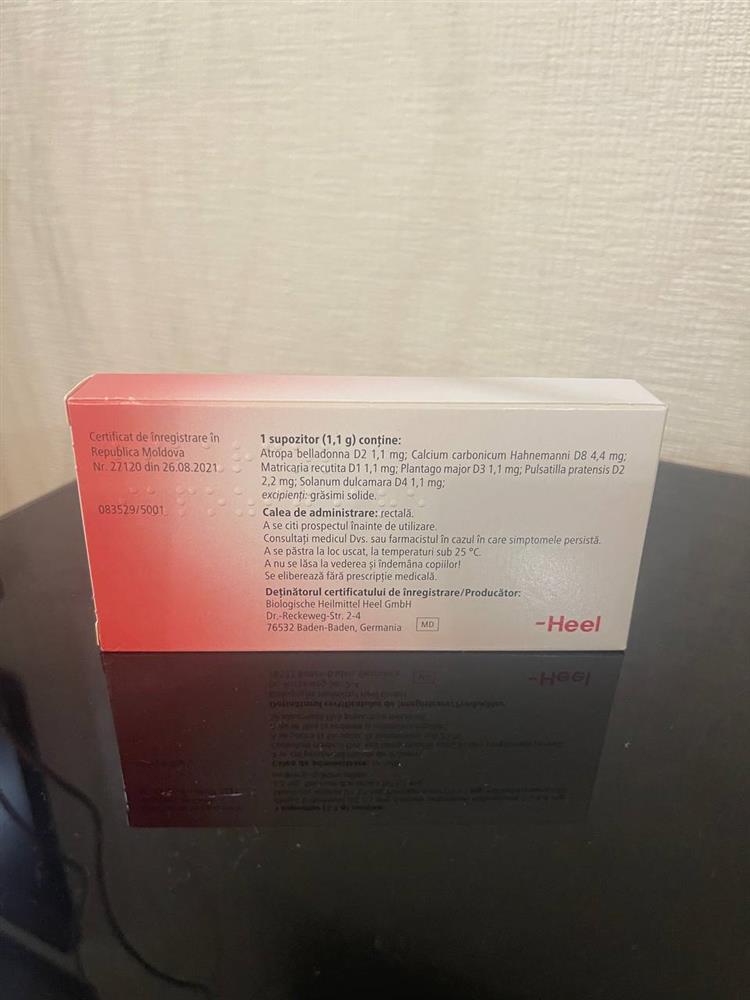 Certificat de înregistrare în
Republica Moldova
Nr. 27120 din 26.08.2021
083529/5001
1 supozitor (1,1 g) conține:
Atropa belladonna D2 1,1 mg; Calcium carbonicum Hahnemanni D8 4,4 mg;
Matricaria recutita D1 1,1 mg; Plantago major D3 1,1 mg; Pulsatilla pratensis D2
2,2 mg; Solanum dulcamara D4 1,1 mg;
excipienți: grăsimi solide.
Calea de administrare: rectală.
A se citi prospectul înainte de utilizare.
Consultați medicul Dvs. sau farmacistul în cazul în care simptomele persistă.
A se păstra la loc uscat, la temperaturi sub 25 °C.
A nu se lăsa la vederea și îndemâna copiilor!
Se eliberează fără prescripție medicală.
Deținătorul certificatului de înregistrare/Producător:
Biologische Heilmittel Heel GmbH
Dr.-Reckeweg-Str. 2-4
76532 Baden-Baden, Germania
MD
-Heel